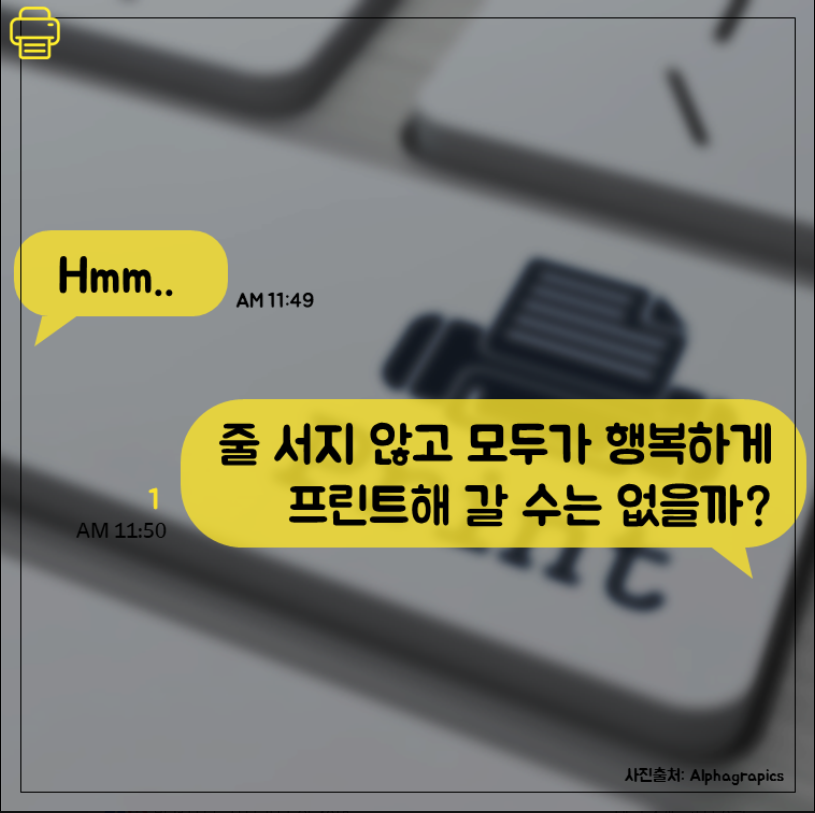 Hmm..
AM 11:49
줄 서지 않고 모두가 행복하게
프린트해 갈 수는 없을까?
1
AM 11:50
사진출처: Alphagrapics